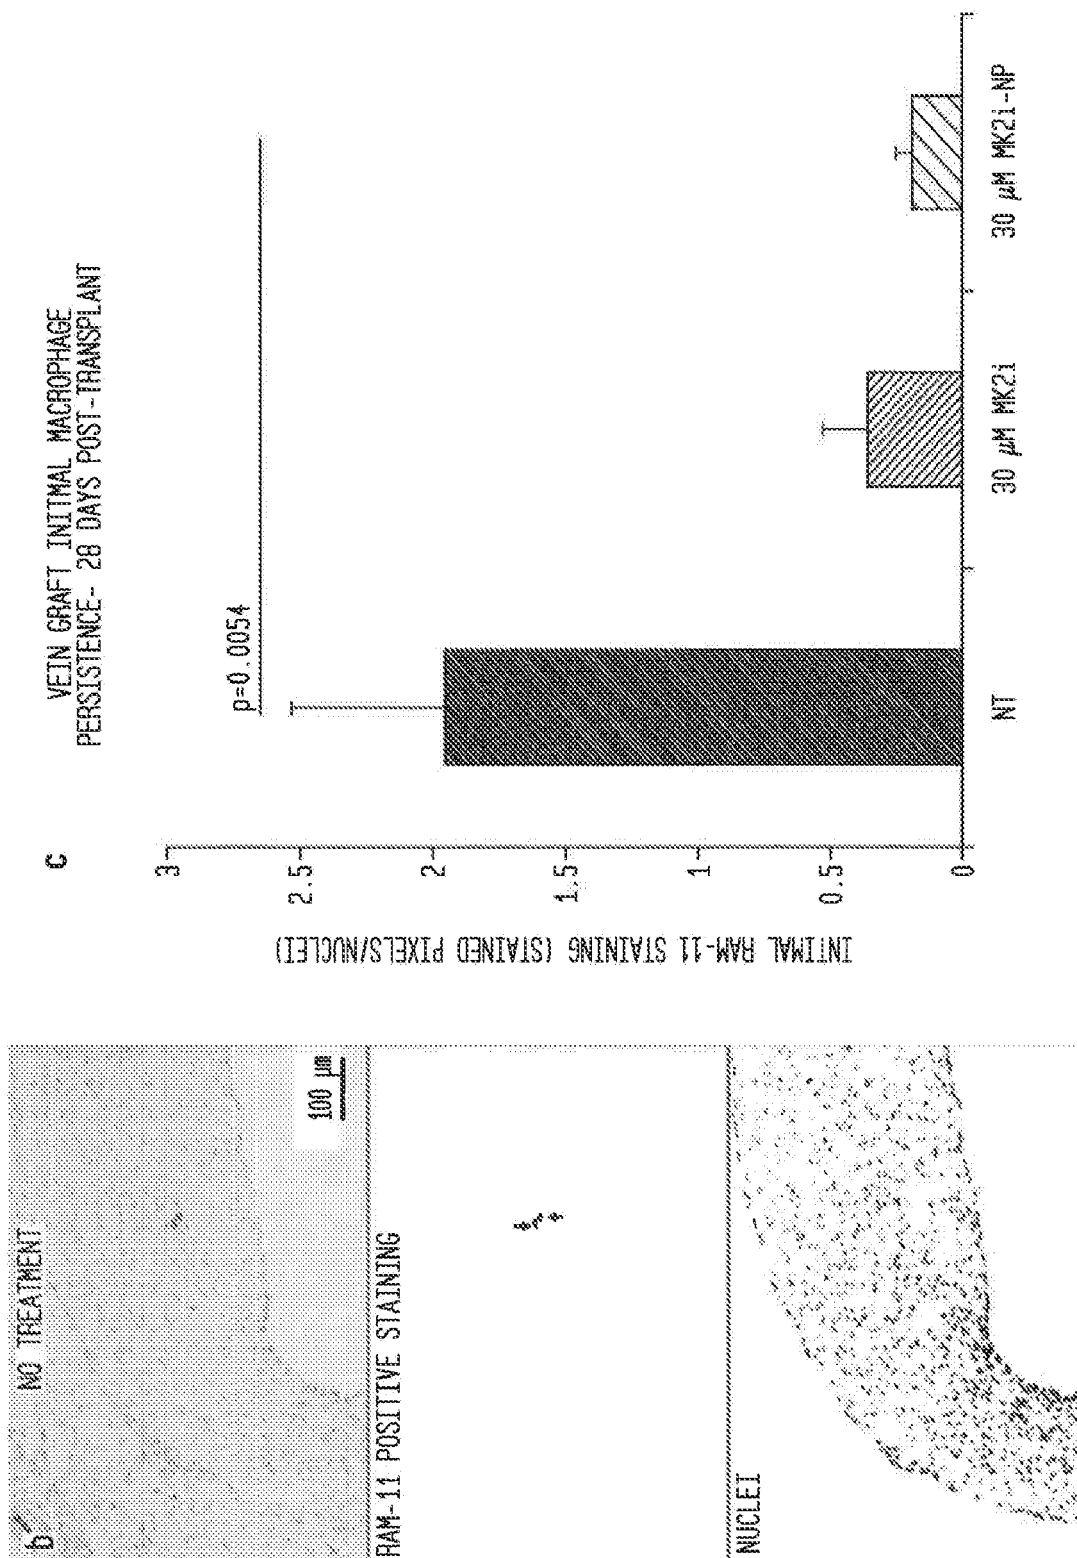 b
NO TREATMENT
100 µm
RAM-11 POSITIVE STAINING
NUCLEI
C
VEIN GRAFT INITMAL MACROPHAGE
PERSISTENCE- 28 DAYS POST-TRANSPLANT
p=0.0054
INTIMAL RAM-11 STAINING (STAINED PIXELS/NUCLEI)
3
2.5
2
1.5
1
0.5
0
NT
30 µM MK2i
30 µM MK2i-NP